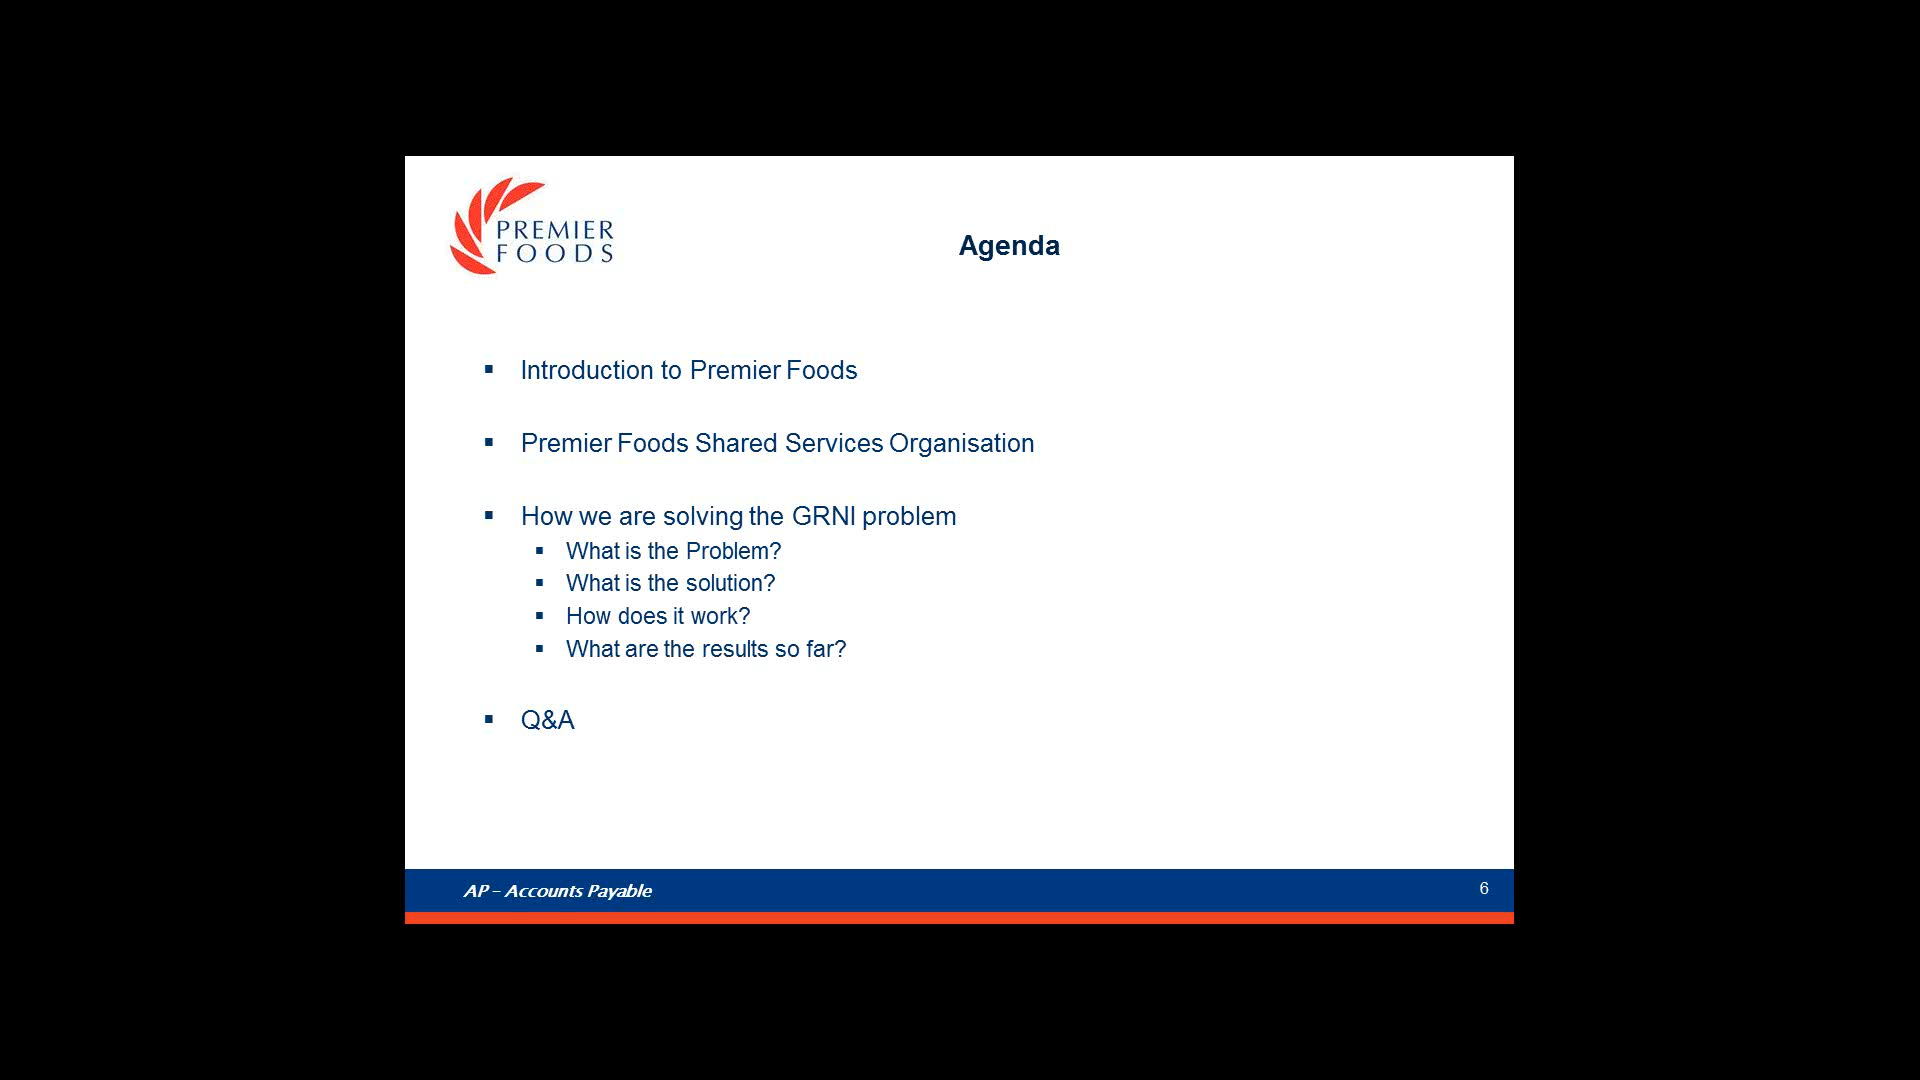 PREMIER
FOODS
Agenda
▪ Introduction to Premier Foods
▪ Premier Foods Shared Services Organisation
▪ How we are solving the GRNI problem
▪ What is the Problem?
▪ What is the solution?
▪ How does it work?
▪ What are the results so far?
▪ Q&A
AP – Accounts Payable
6